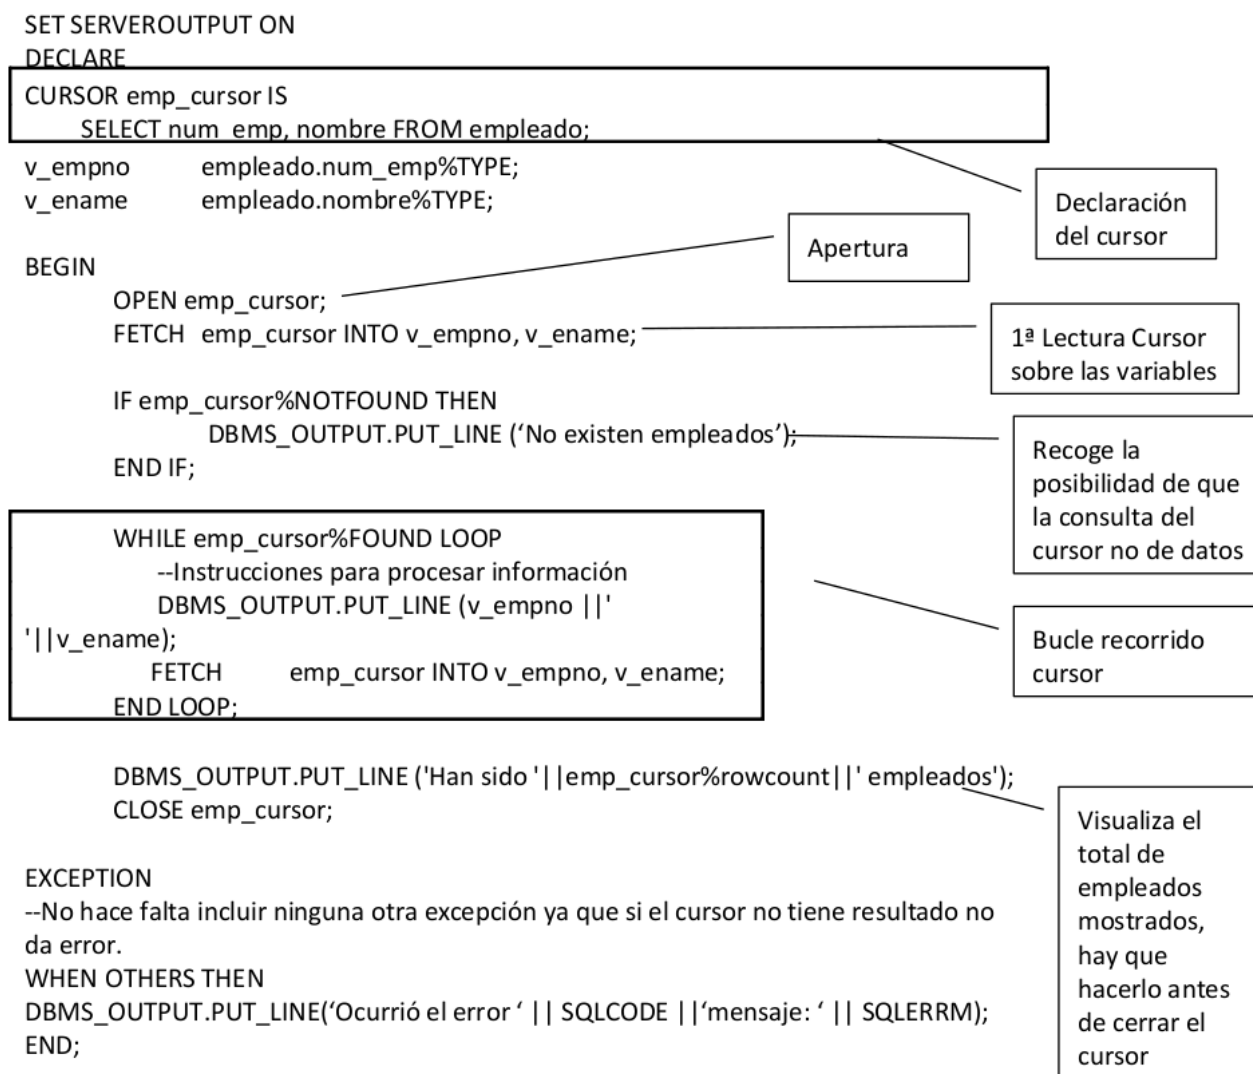 SET SERVEROUTPUT ON
DECLARE
CURSOR emp_cursor IS
SELECT num_emp, nombre FROM empleado;
v_empno empleado.num_emp%TYPE;
v_ename empleado.nombre%TYPE;
Declaración
del cursor
Apertura
BEGIN
OPEN emp_cursor;
FETCH emp_cursor INTO v_empno, v_ename;
1ª Lectura Cursor
sobre las variables
IF emp_cursor%NOTFOUND THEN
DBMS_OUTPUT.PUT_LINE (‘No existen empleados’);
END IF;
Recoge la
posibilidad de que
la consulta del
cursor no de datos
WHILE emp_cursor%FOUND LOOP
--Instrucciones para procesar información
DBMS_OUTPUT.PUT_LINE (v_empno ||'
'||v_ename);
FETCH emp_cursor INTO v_empno, v_ename;
END LOOP;
Bucle recorrido
cursor
DBMS_OUTPUT.PUT_LINE ('Han sido '||emp_cursor%rowcount||' empleados');
CLOSE emp_cursor;
Visualiza el
total de
empleados
mostrados,
hay que
hacerlo antes
de cerrar el
cursor
EXCEPTION
--No hace falta incluir ninguna otra excepción ya que si el cursor no tiene resultado no
da error.
WHEN OTHERS THEN
DBMS_OUTPUT.PUT_LINE(‘Ocurrió el error ‘ || SQLCODE ||‘mensaje: ‘ || SQLERRM);
END;